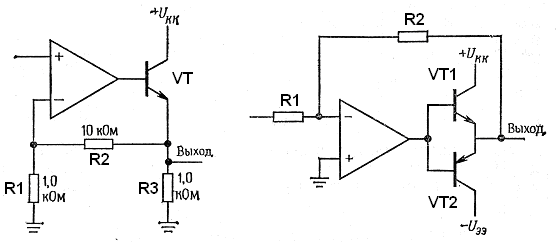 +Uкк
+
VT
−
10 кОм
R2
Выход
R1
1,0
кОм
R3
1,0
кОм
R2
+Uкк
R1
VT1
−
+
Выход
VT2
−Uээ